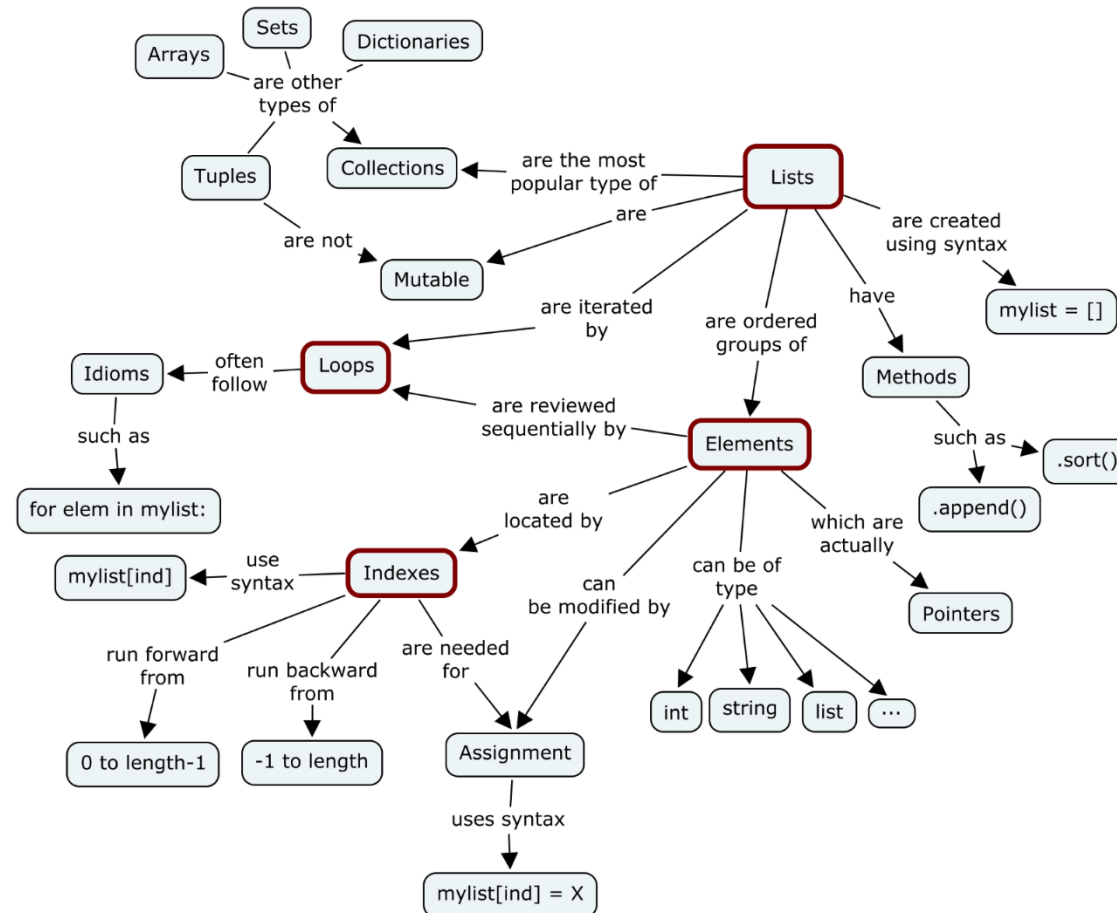 Sets
Dictionaries
Arrays
are other
types of
Tuples
Collections
are the most
popular type of
Lists
are
are not
Mutable
are created
using syntax
mylist = []
have
are iterated
by
are ordered
groups of
Methods
Idioms
often
follow
Loops
such as
are reviewed
sequentially by
Elements
such as
.sort()
.append()
for elem in mylist:
are
located by
which are
actually
mylist[ind]
use
syntax
Indexes
can
be modified by
can be of
type
Pointers
run forward
from
run backward
from
are needed
for
int
string
list
...
0 to length-1
-1 to length
Assignment
uses syntax
mylist[ind] = X